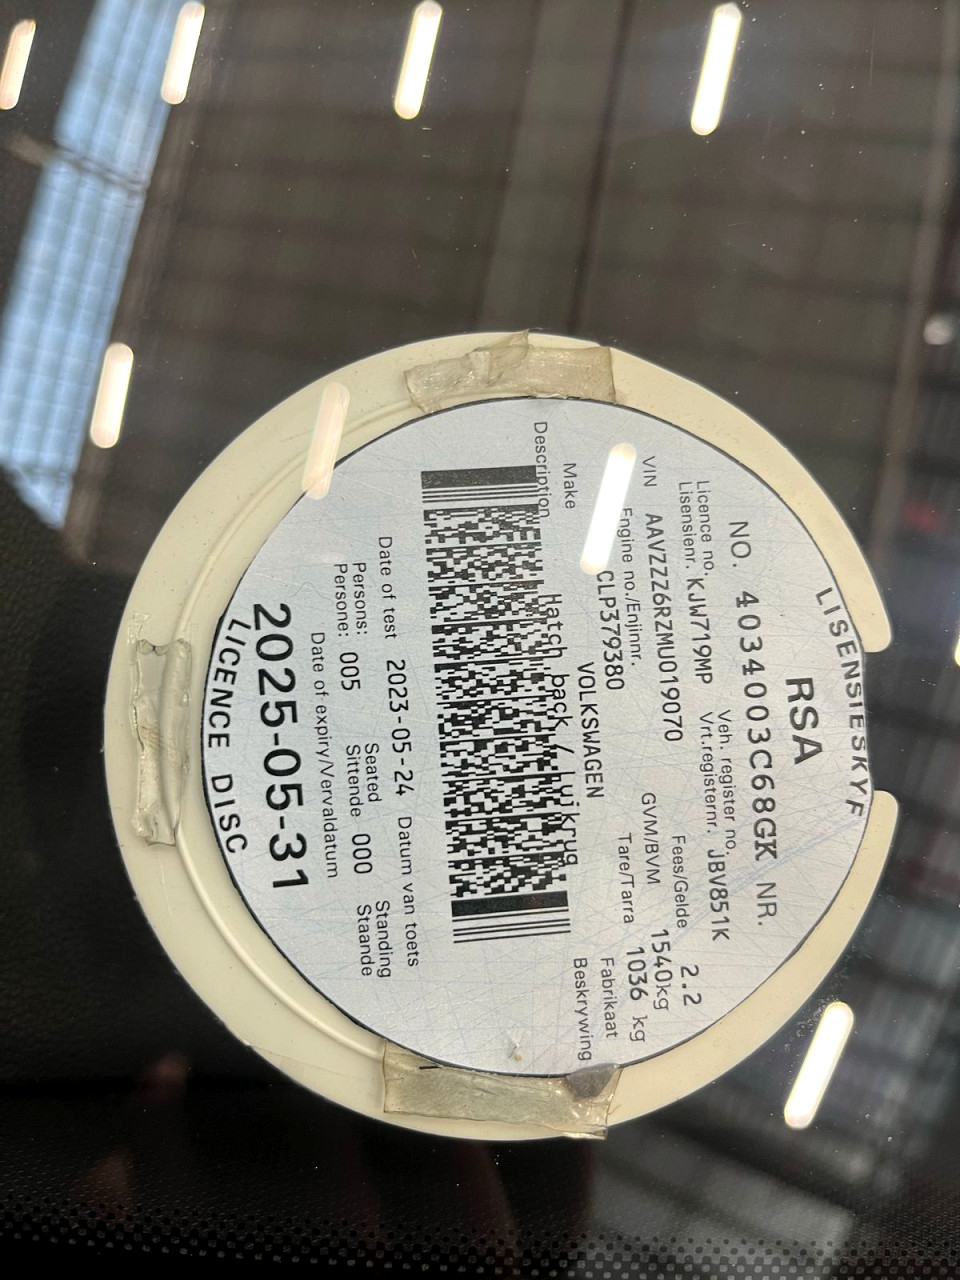 LISENSIESKYF
RSA
NO. 40340003C68GK NR.
Licence no. Veh. register no.
Lisensienr. KJW719MP Vrt.registernr. JBV851K
VIN AAVZZZ6RZMU019070 Fees/Gelde 2.2
Engine no./Enjinnr. GVM/BVM 1540kg
CLP379380 Tare/Tarra 1036 kg
Make VOLKSWAGEN Fabrikaat
Description Hatch back / Luikrug Beskrywing
Date of test 2023-05-24 Datum van toets
Persons: Seated Standing
Persone: 005 Sittende 000 Staande
Date of expiry/Vervaldatum
2025-05-31
LICENCE DISC